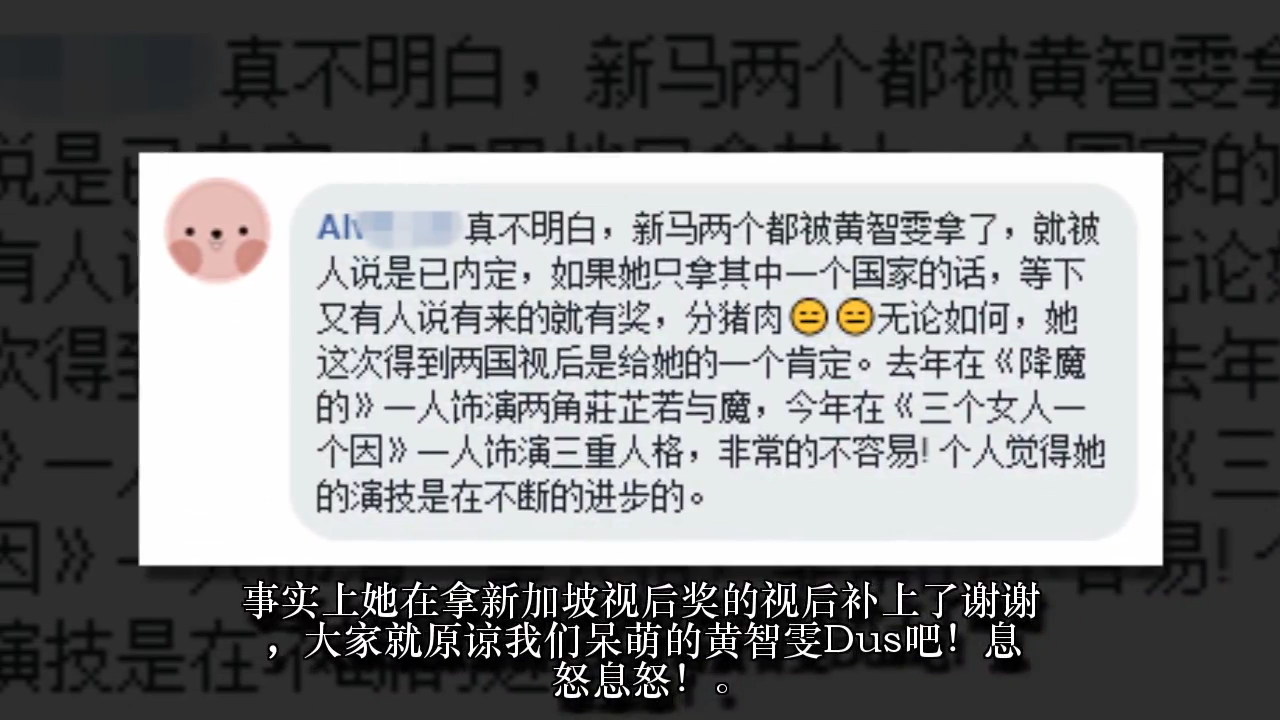 真不明白，新马两个都被黄智雯拿
Al
真不明白，新马两个都被黄智雯拿了，就被
人说是已内定，如果她只拿其中一个国家的话，等下
又有人说有来的就有奖，分猪肉😑😑无论如何，她
这次得到两国视后是给她的一个肯定。去年在《降魔
的》一人饰演两角莊芷若与魔，今年在《三个女人一
个因》一人饰演三重人格，非常的不容易! 个人觉得她
的演技是在不断的进步的。
事实上她在拿新加坡视后奖的视后补上了谢谢
，大家就原谅我们呆萌的黄智雯Dus吧！息
怒息怒！。